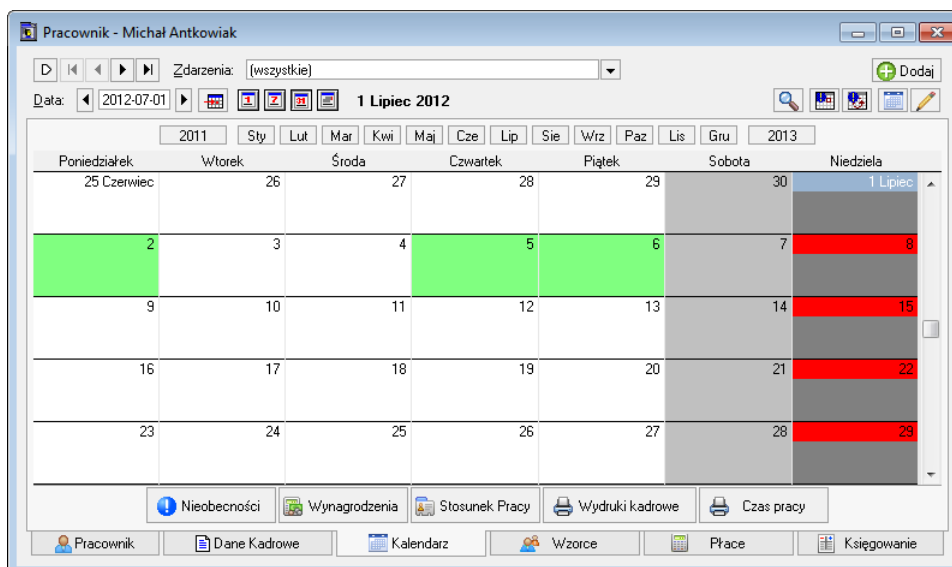 Pracownik - Michał Antkowiak
D Zdarzenia: (wszystkie) Dodaj
Data: 2012-07-01 1 Lipiec 2012
2011 Sty Lut Mar Kwi Maj Cze Lip Sie Wrz Paz Lis Gru 2013
Poniedziałek Wtorek Środa Czwartek Piątek Sobota Niedziela
25 Czerwiec 26 27 28 29 30 1 Lipiec
2 3 4 5 6 7 8
9 10 11 12 13 14 15
16 17 18 19 20 21 22
23 24 25 26 27 28 29
Nieobecności Wynagrodzenia Stosunek Pracy Wydruki kadrowe Czas pracy
Pracownik Dane Kadrowe Kalendarz Wzorce Płace Księgowanie